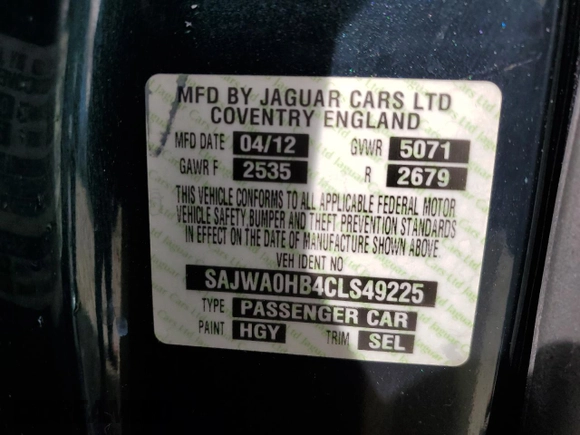 MFD BY JAGUAR CARS LTD
COVENTRY ENGLAND
MFD DATE 04/12 GVWR 5071
GAWR F 2535 R 2679
THIS VEHICLE CONFORMS TO ALL APPLICABLE FEDERAL MOTOR
VEHICLE SAFETY BUMPER AND THEFT PREVENTION STANDARDS
IN EFFECT ON THE DATE OF MANUFACTURE SHOWN ABOVE.
VEH IDENT NO
SAJWA0HB4CLS49225
TYPE PASSENGER CAR
PAINT HGY TRIM SEL